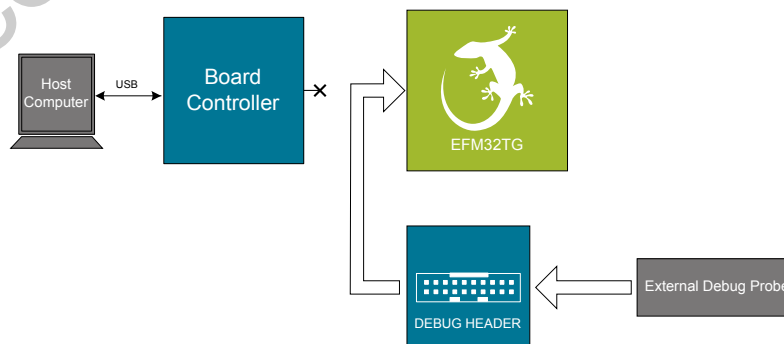 Host
Computer
USB
Board
Controller
EFM32TG
DEBUG HEADER
External Debug Probe